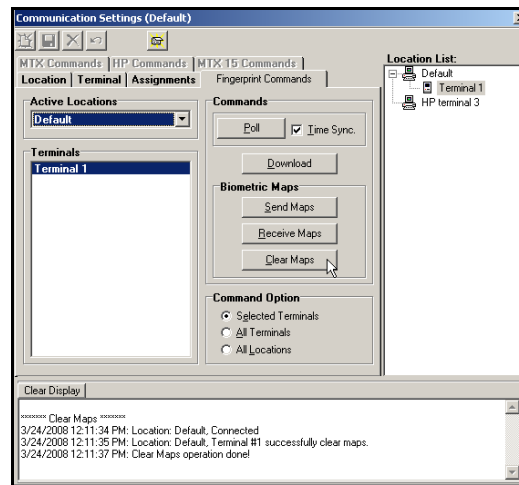 Communication Settings (Default)
MTX Commands HP Commands MTX 15 Commands
Location Terminal Assignments Fingerprint Commands
Active Locations
Default
Terminals
Terminal 1
Commands
Poll Time Sync.
Download
Biometric Maps
Send Maps
Receive Maps
Clear Maps
Command Option
Selected Terminals
All Terminals
All Locations
Location List:
Default
Terminal 1
HP terminal 3
Clear Display
******* Clear Maps *******
3/24/2008 12:11:34 PM: Location: Default, Connected
3/24/2008 12:11:35 PM: Location: Default, Terminal #1 successfully clear maps.
3/24/2008 12:11:37 PM: Clear Maps operation done!